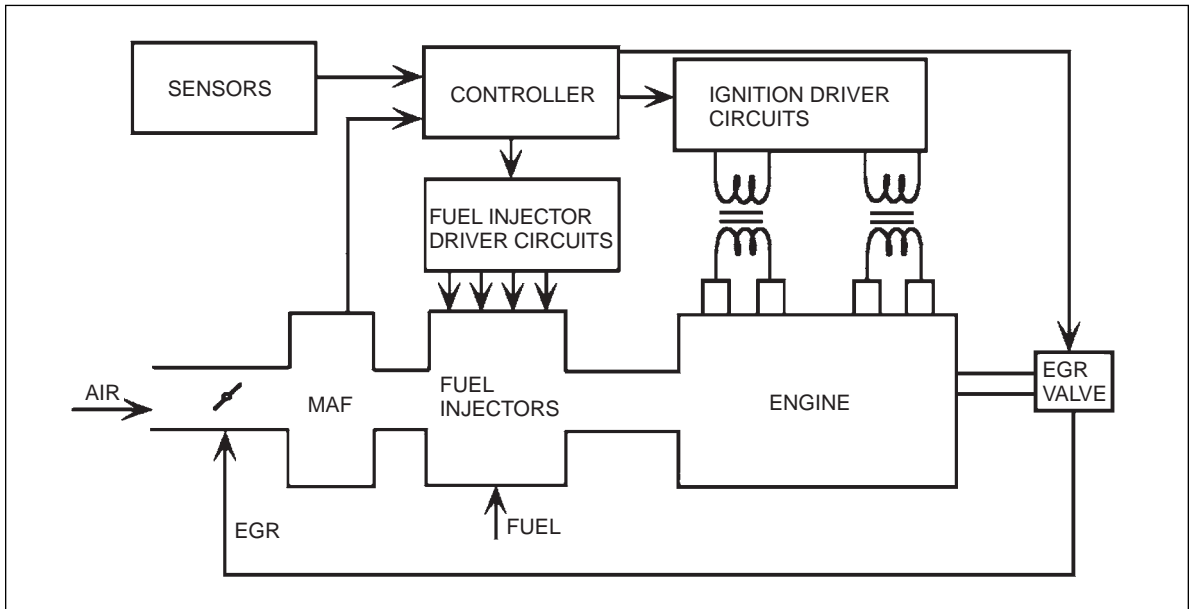 SENSORS
CONTROLLER
IGNITION DRIVER
CIRCUITS
FUEL INJECTOR
DRIVER CIRCUITS
AIR
MAF
FUEL
INJECTORS
ENGINE
EGR
VALVE
EGR
FUEL